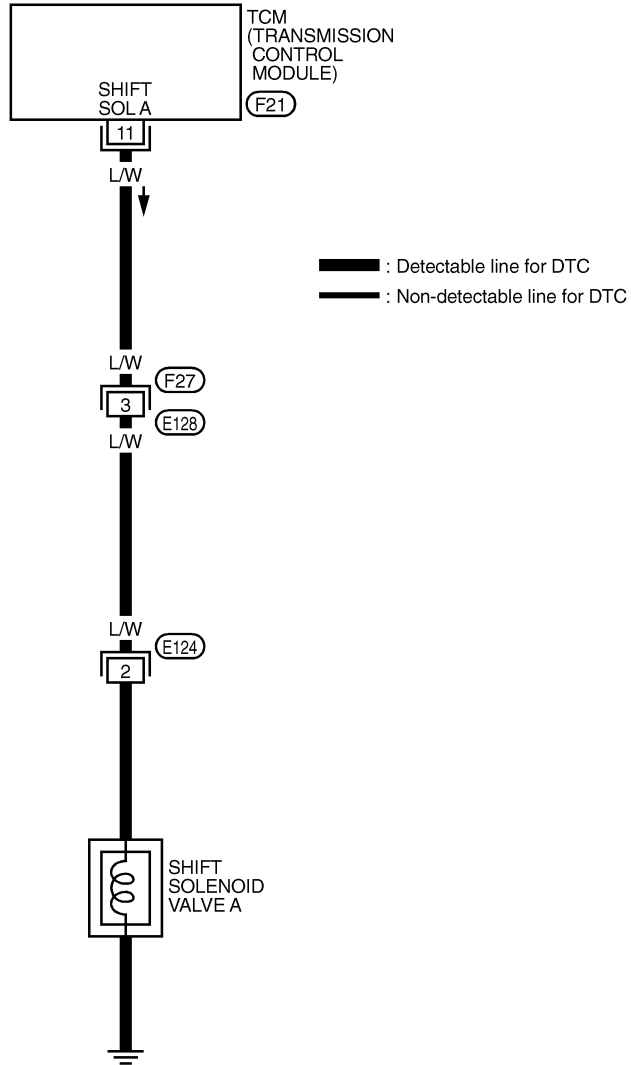 TCM
(TRANSMISSION
CONTROL
MODULE)
F21
SHIFT
SOL A
11
L/W
: Detectable line for DTC
: Non-detectable line for DTC
L/W
F27
3
E128
L/W
L/W
E124
2
SHIFT
SOLENOID
VALVE A